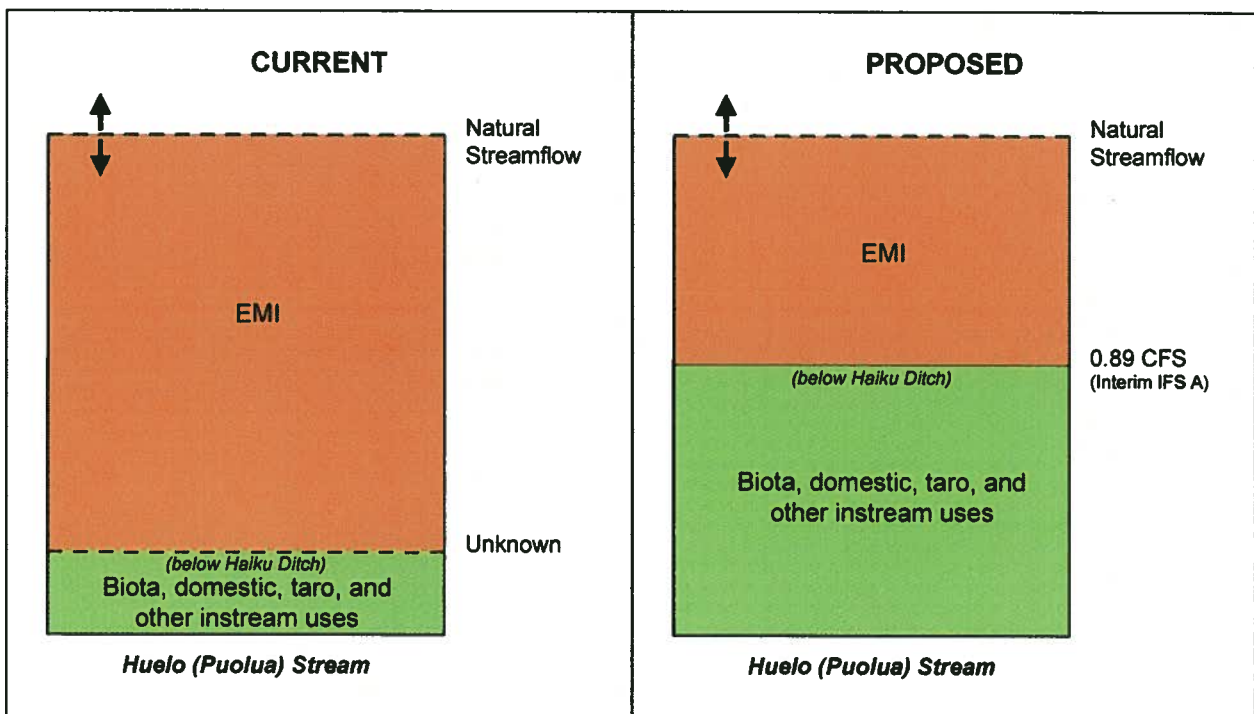 CURRENT
Natural
Streamflow
EMI
Unknown
(below Haiku Ditch)
Biota, domestic, taro, and
other instream uses
Huelo (Puolua) Stream
PROPOSED
Natural
Streamflow
EMI
0.89 CFS
(Interim IFS A)
(below Haiku Ditch)
Biota, domestic, taro, and
other instream uses
Huelo (Puolua) Stream